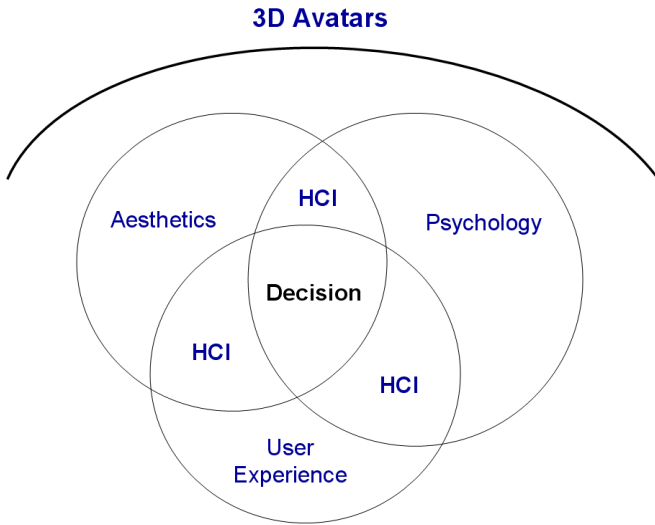 3D Avatars
HCI
Aesthetics
Psychology
Decision
HCI
HCI
User
Experience